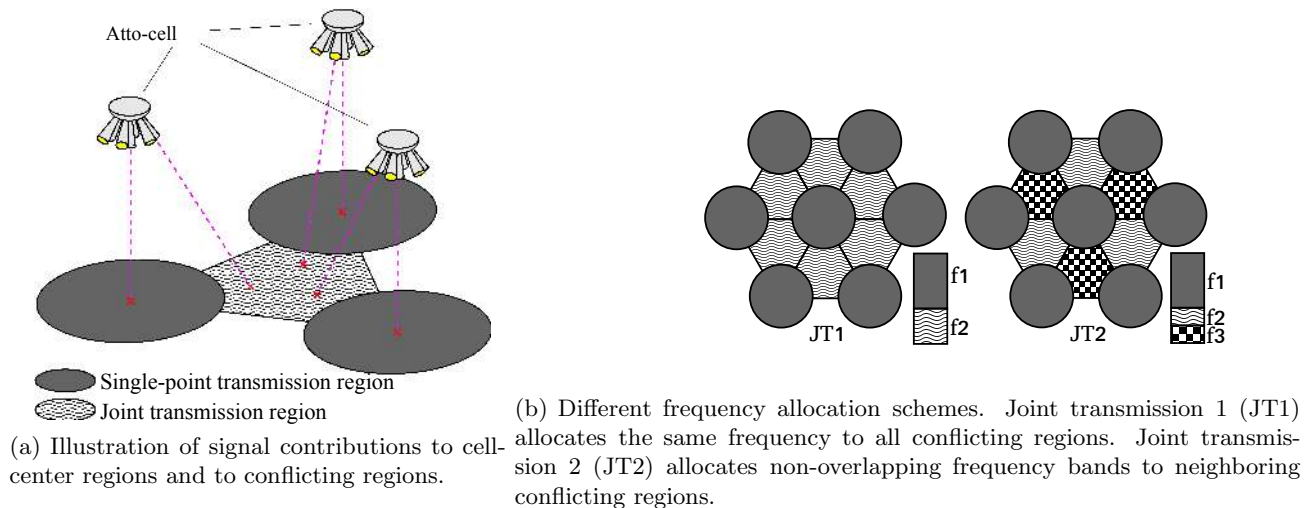 Atto-cell
Single-point transmission region
Joint transmission region
(a) Illustration of signal contributions to cell-
center regions and to conflicting regions.
f1
f2
JT1
f1
f2
f3
JT2
(b) Different frequency allocation schemes. Joint transmission 1 (JT1)
allocates the same frequency to all conflicting regions. Joint transmis-
sion 2 (JT2) allocates non-overlapping frequency bands to neighboring
conflicting regions.